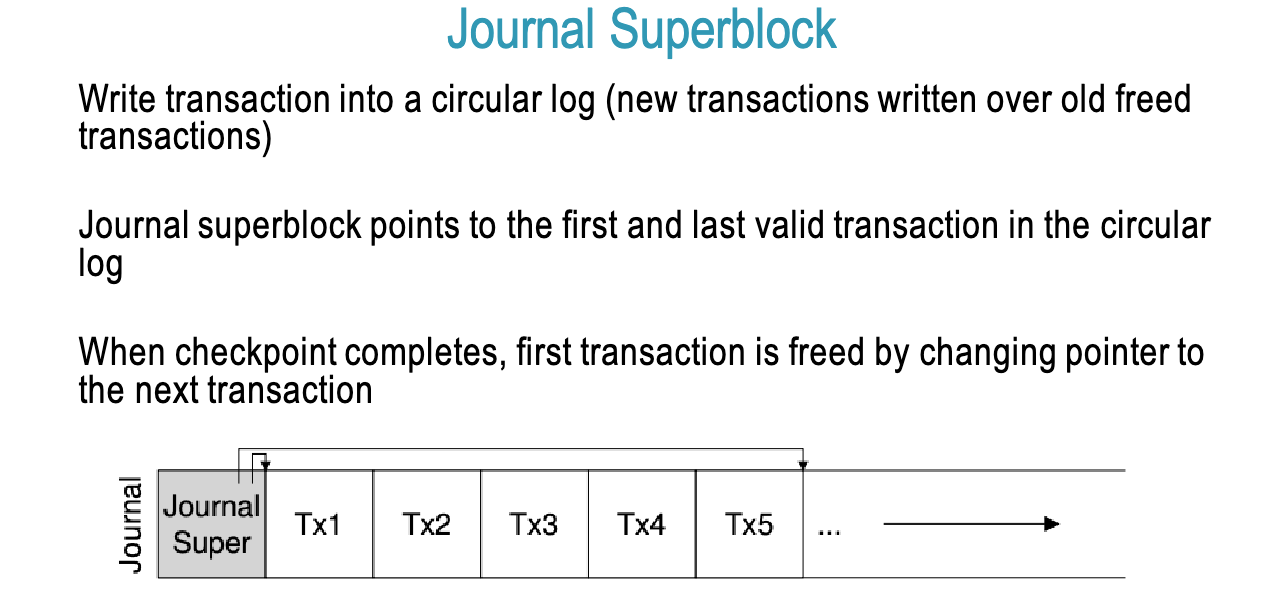 Journal Superblock
Write transaction into a circular log (new transactions written over old freed
transactions)
Journal superblock points to the first and last valid transaction in the circular
log
When checkpoint completes, first transaction is freed by changing pointer to
the next transaction
Journal
Journal
Super
Tx1
Tx2
Tx3
Tx4
Tx5
...